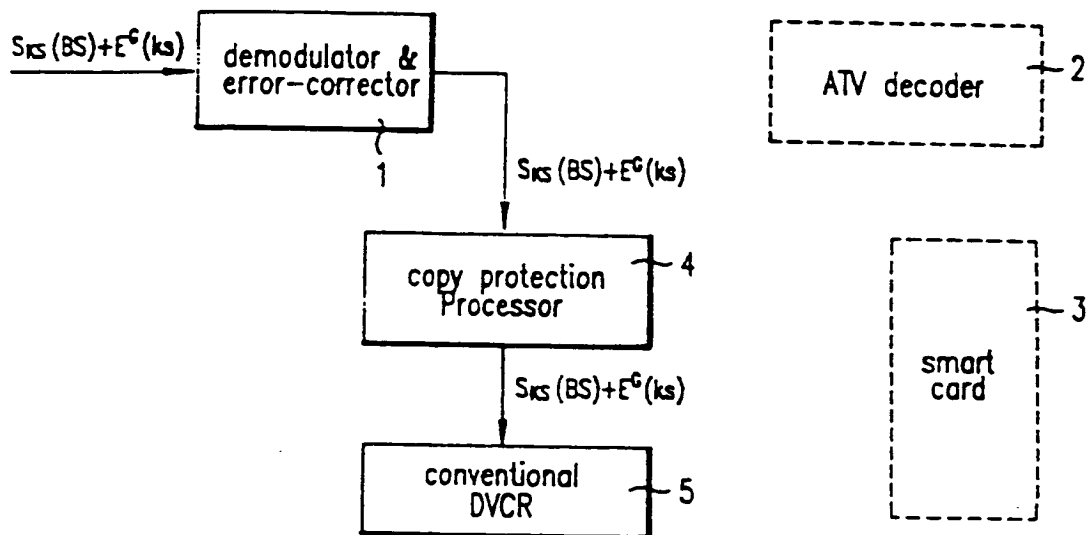 S_KS(BS)+E^G(ks)
demodulator &
error-corrector
1
ATV decoder
2
S_KS(BS)+E^G(ks)
copy protection
Processor
4
smart
card
3
S_KS(BS)+E^G(ks)
conventional
DVCR
5